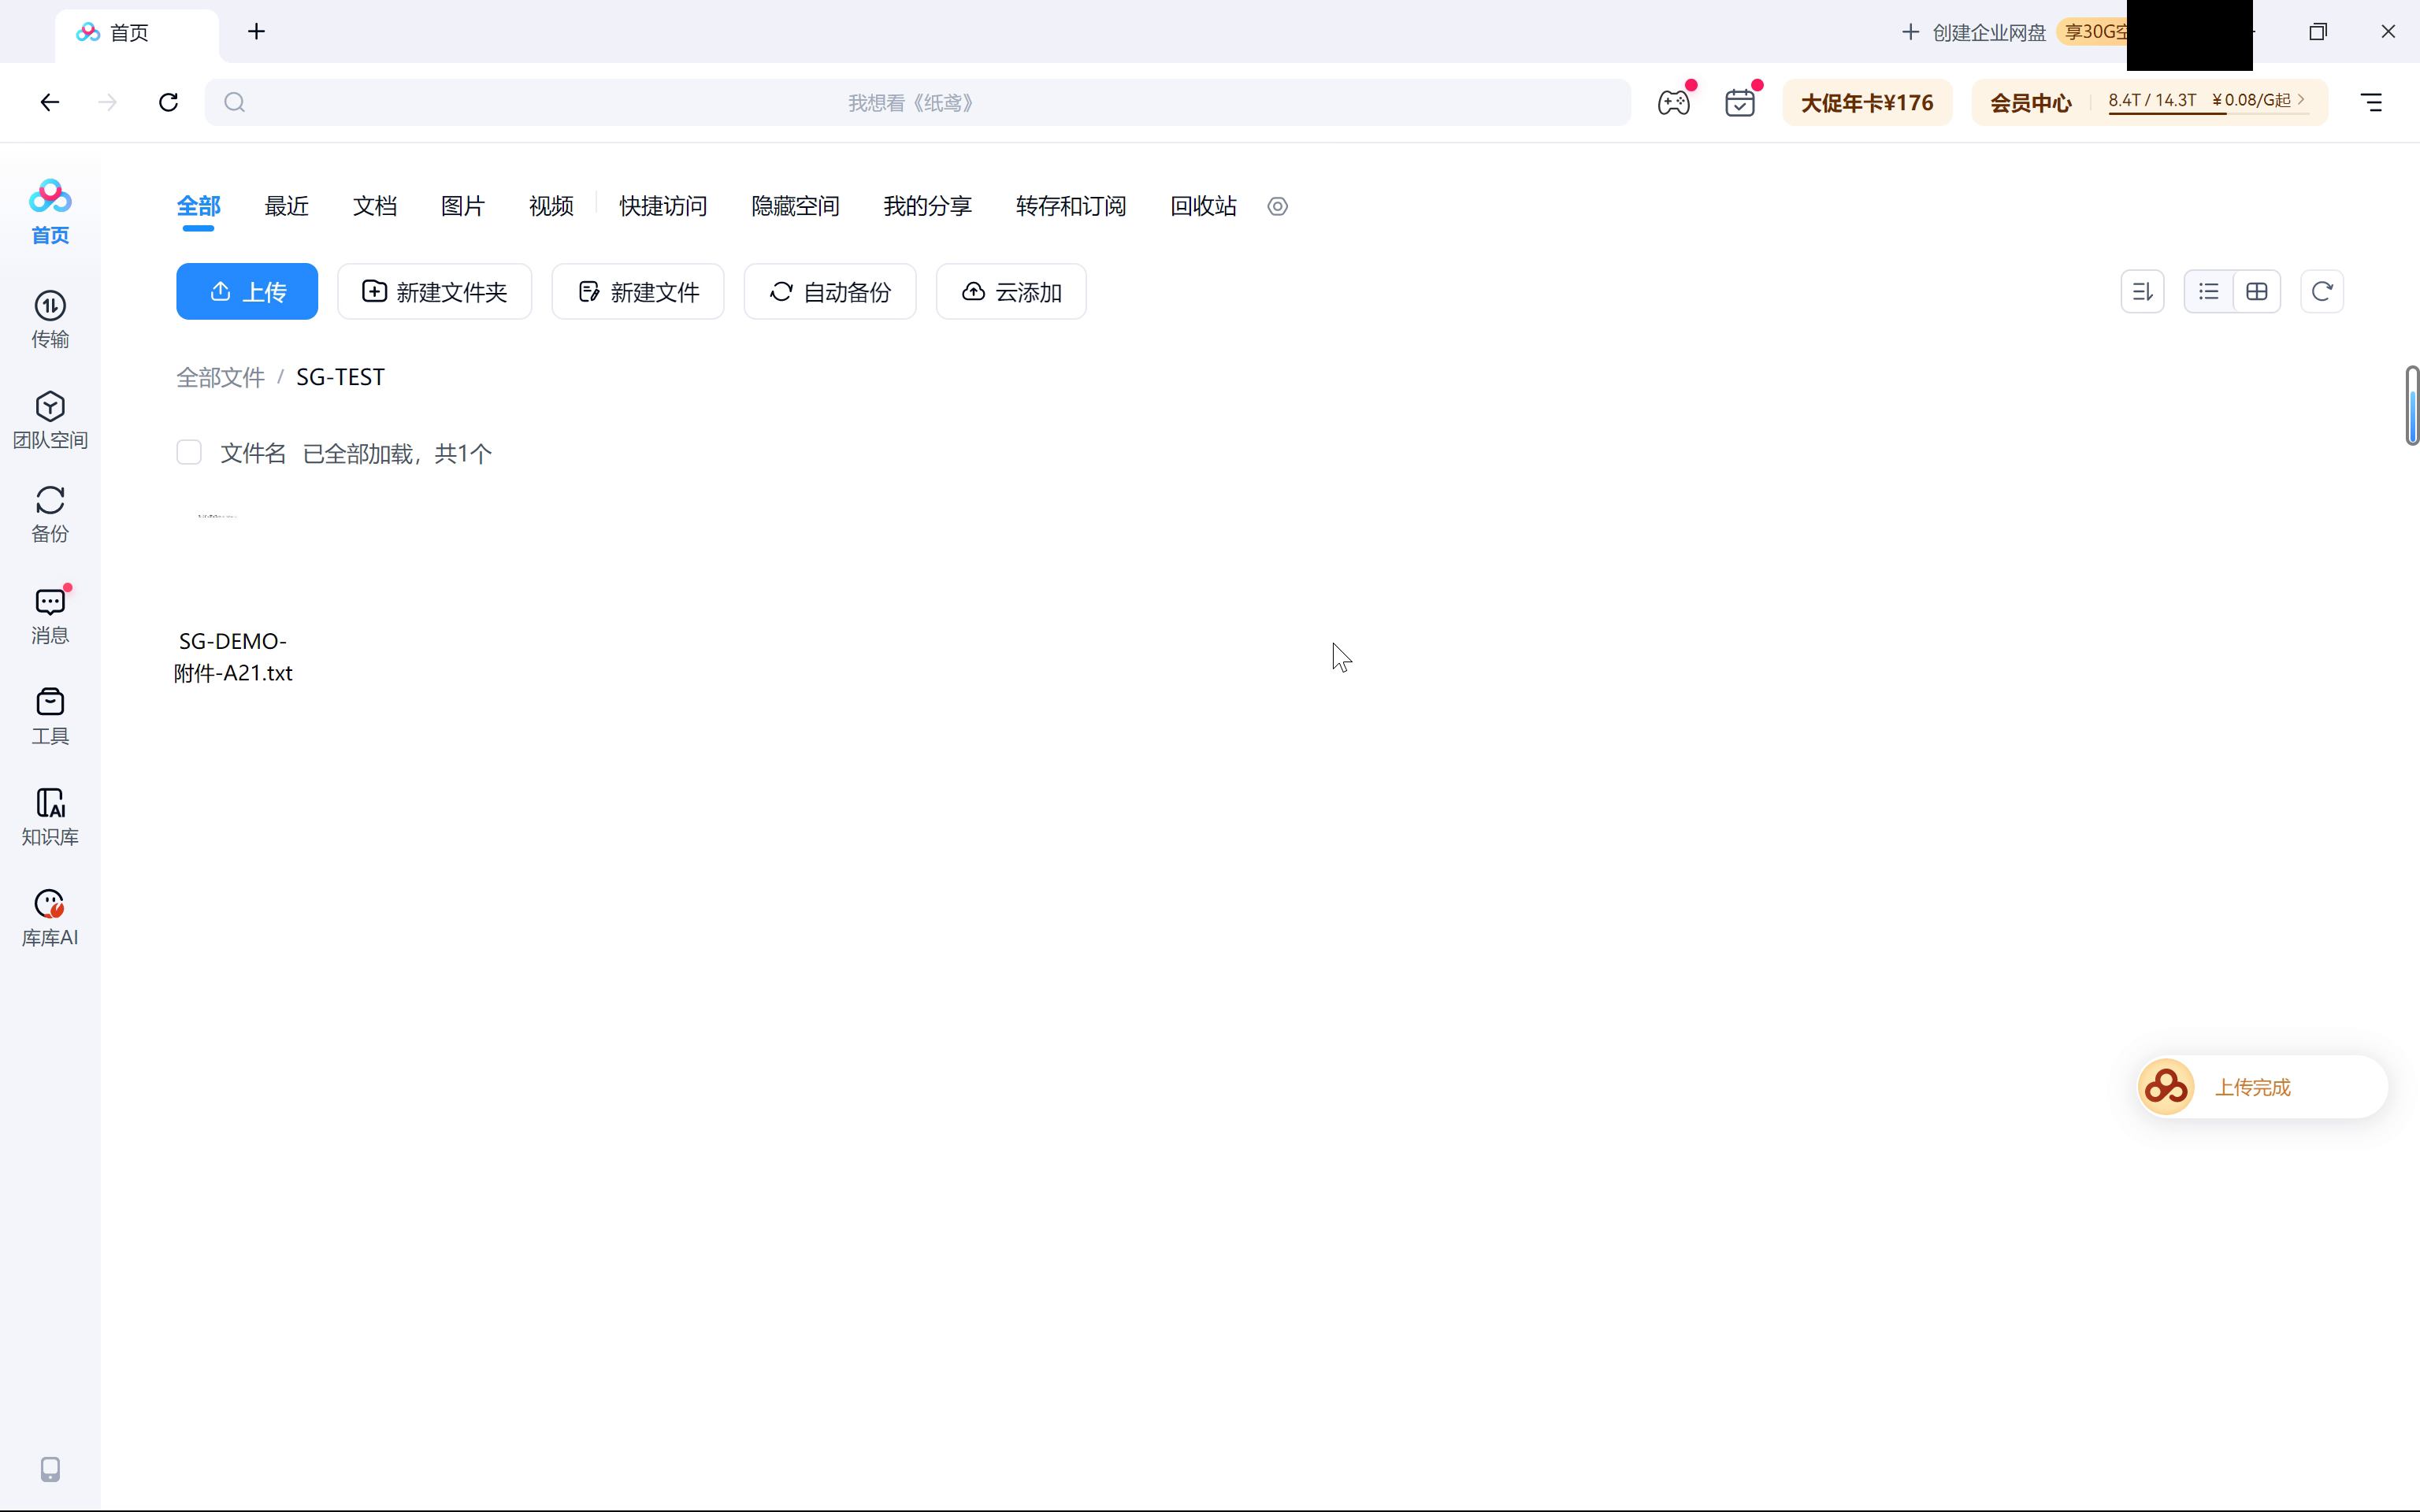 首页
创建企业网盘 享30G空
我想看《纸鸢》
大促年卡¥176
会员中心 8.4T / 14.3T ¥0.08/G起
首页
传输
团队空间
备份
消息
工具
知识库
库库AI
全部 最近 文档 图片 视频 快捷访问 隐藏空间 我的分享 转存和订阅 回收站
上传 新建文件夹 新建文件 自动备份 云添加
全部文件 / SG-TEST
文件名 已全部加载，共1个
SG-DEMO-
附件-A21.txt
上传完成